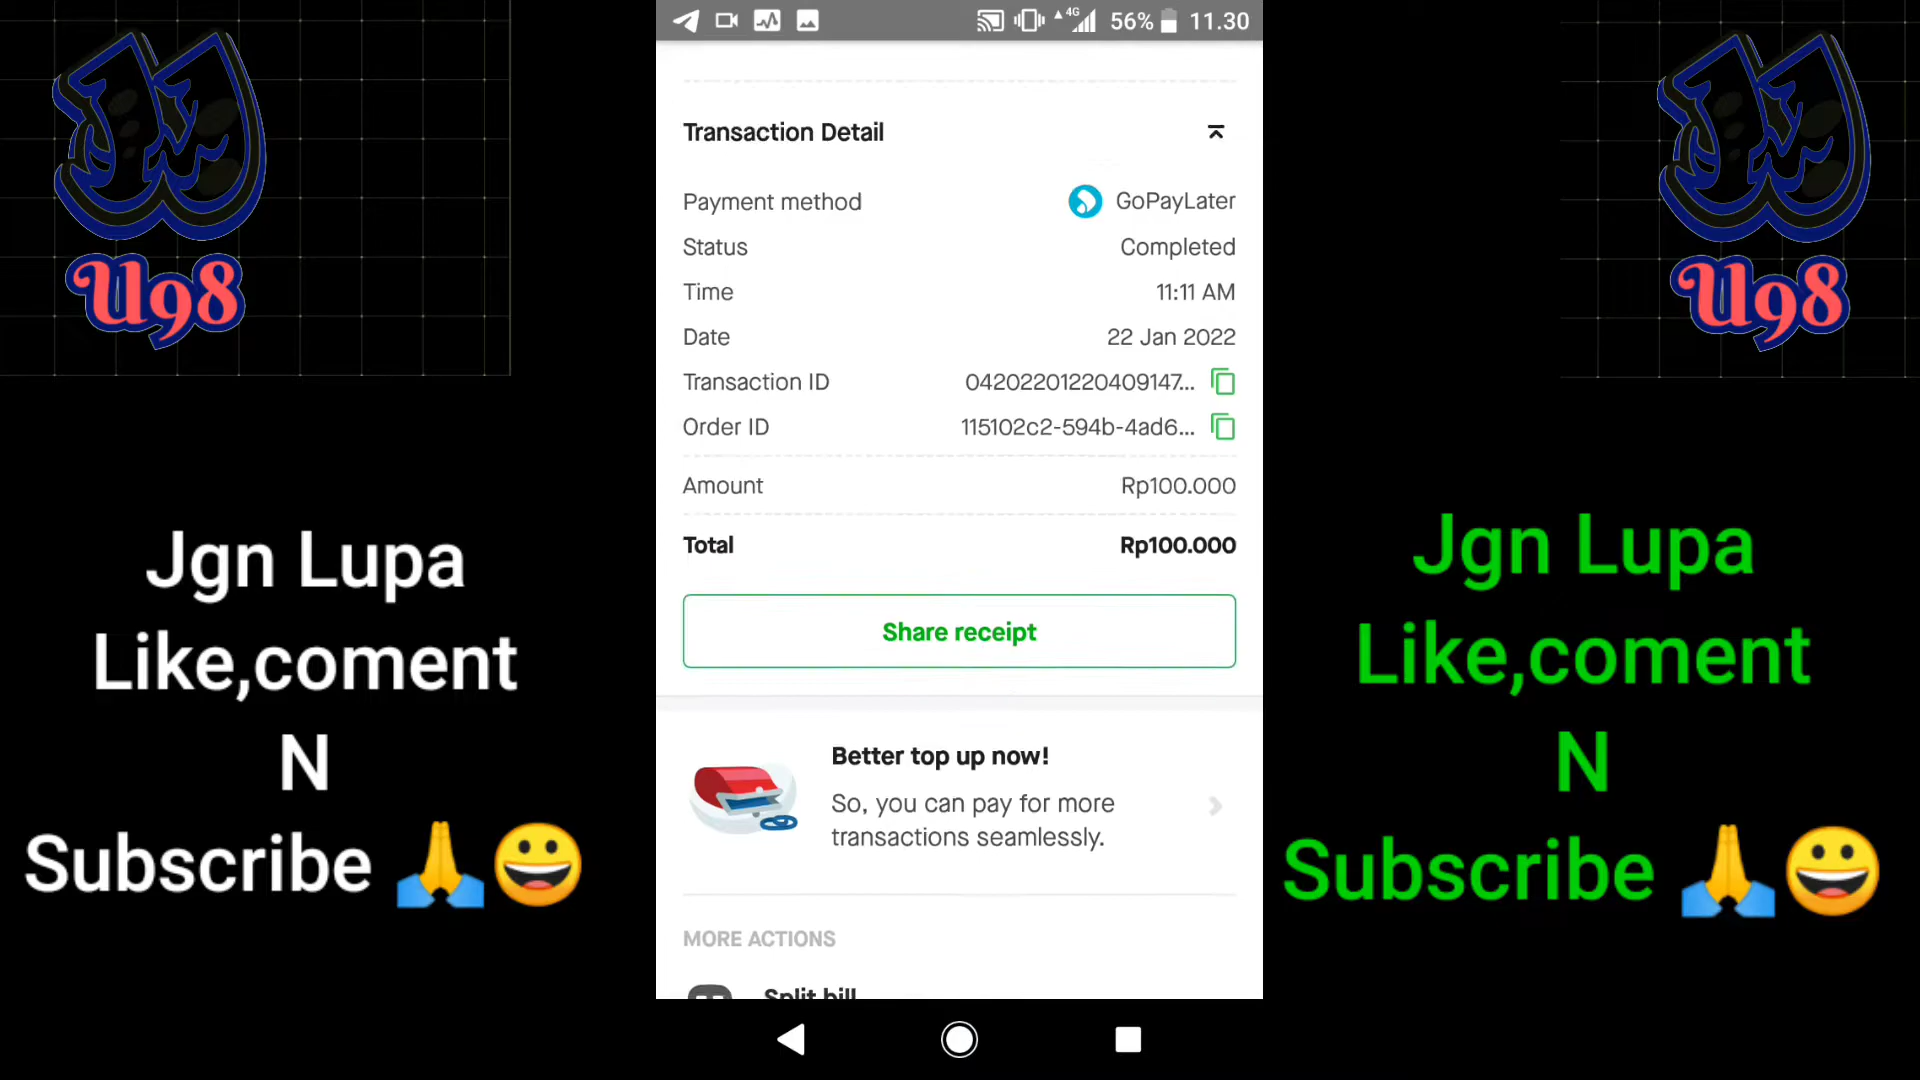 4G 56% 11.30
Transaction Detail
Payment method GoPayLater
Status Completed
Time 11:11 AM
Date 22 Jan 2022
Transaction ID 04202201220409147...
Order ID 115102c2-594b-4ad6...
Amount Rp100.000
Total Rp100.000
Share receipt
Better top up now!
So, you can pay for more
transactions seamlessly.
MORE ACTIONS
Split bill
U98
Jgn Lupa
Like,coment
N
Subscribe 🙏😀
U98
Jgn Lupa
Like,coment
N
Subscribe 🙏😀